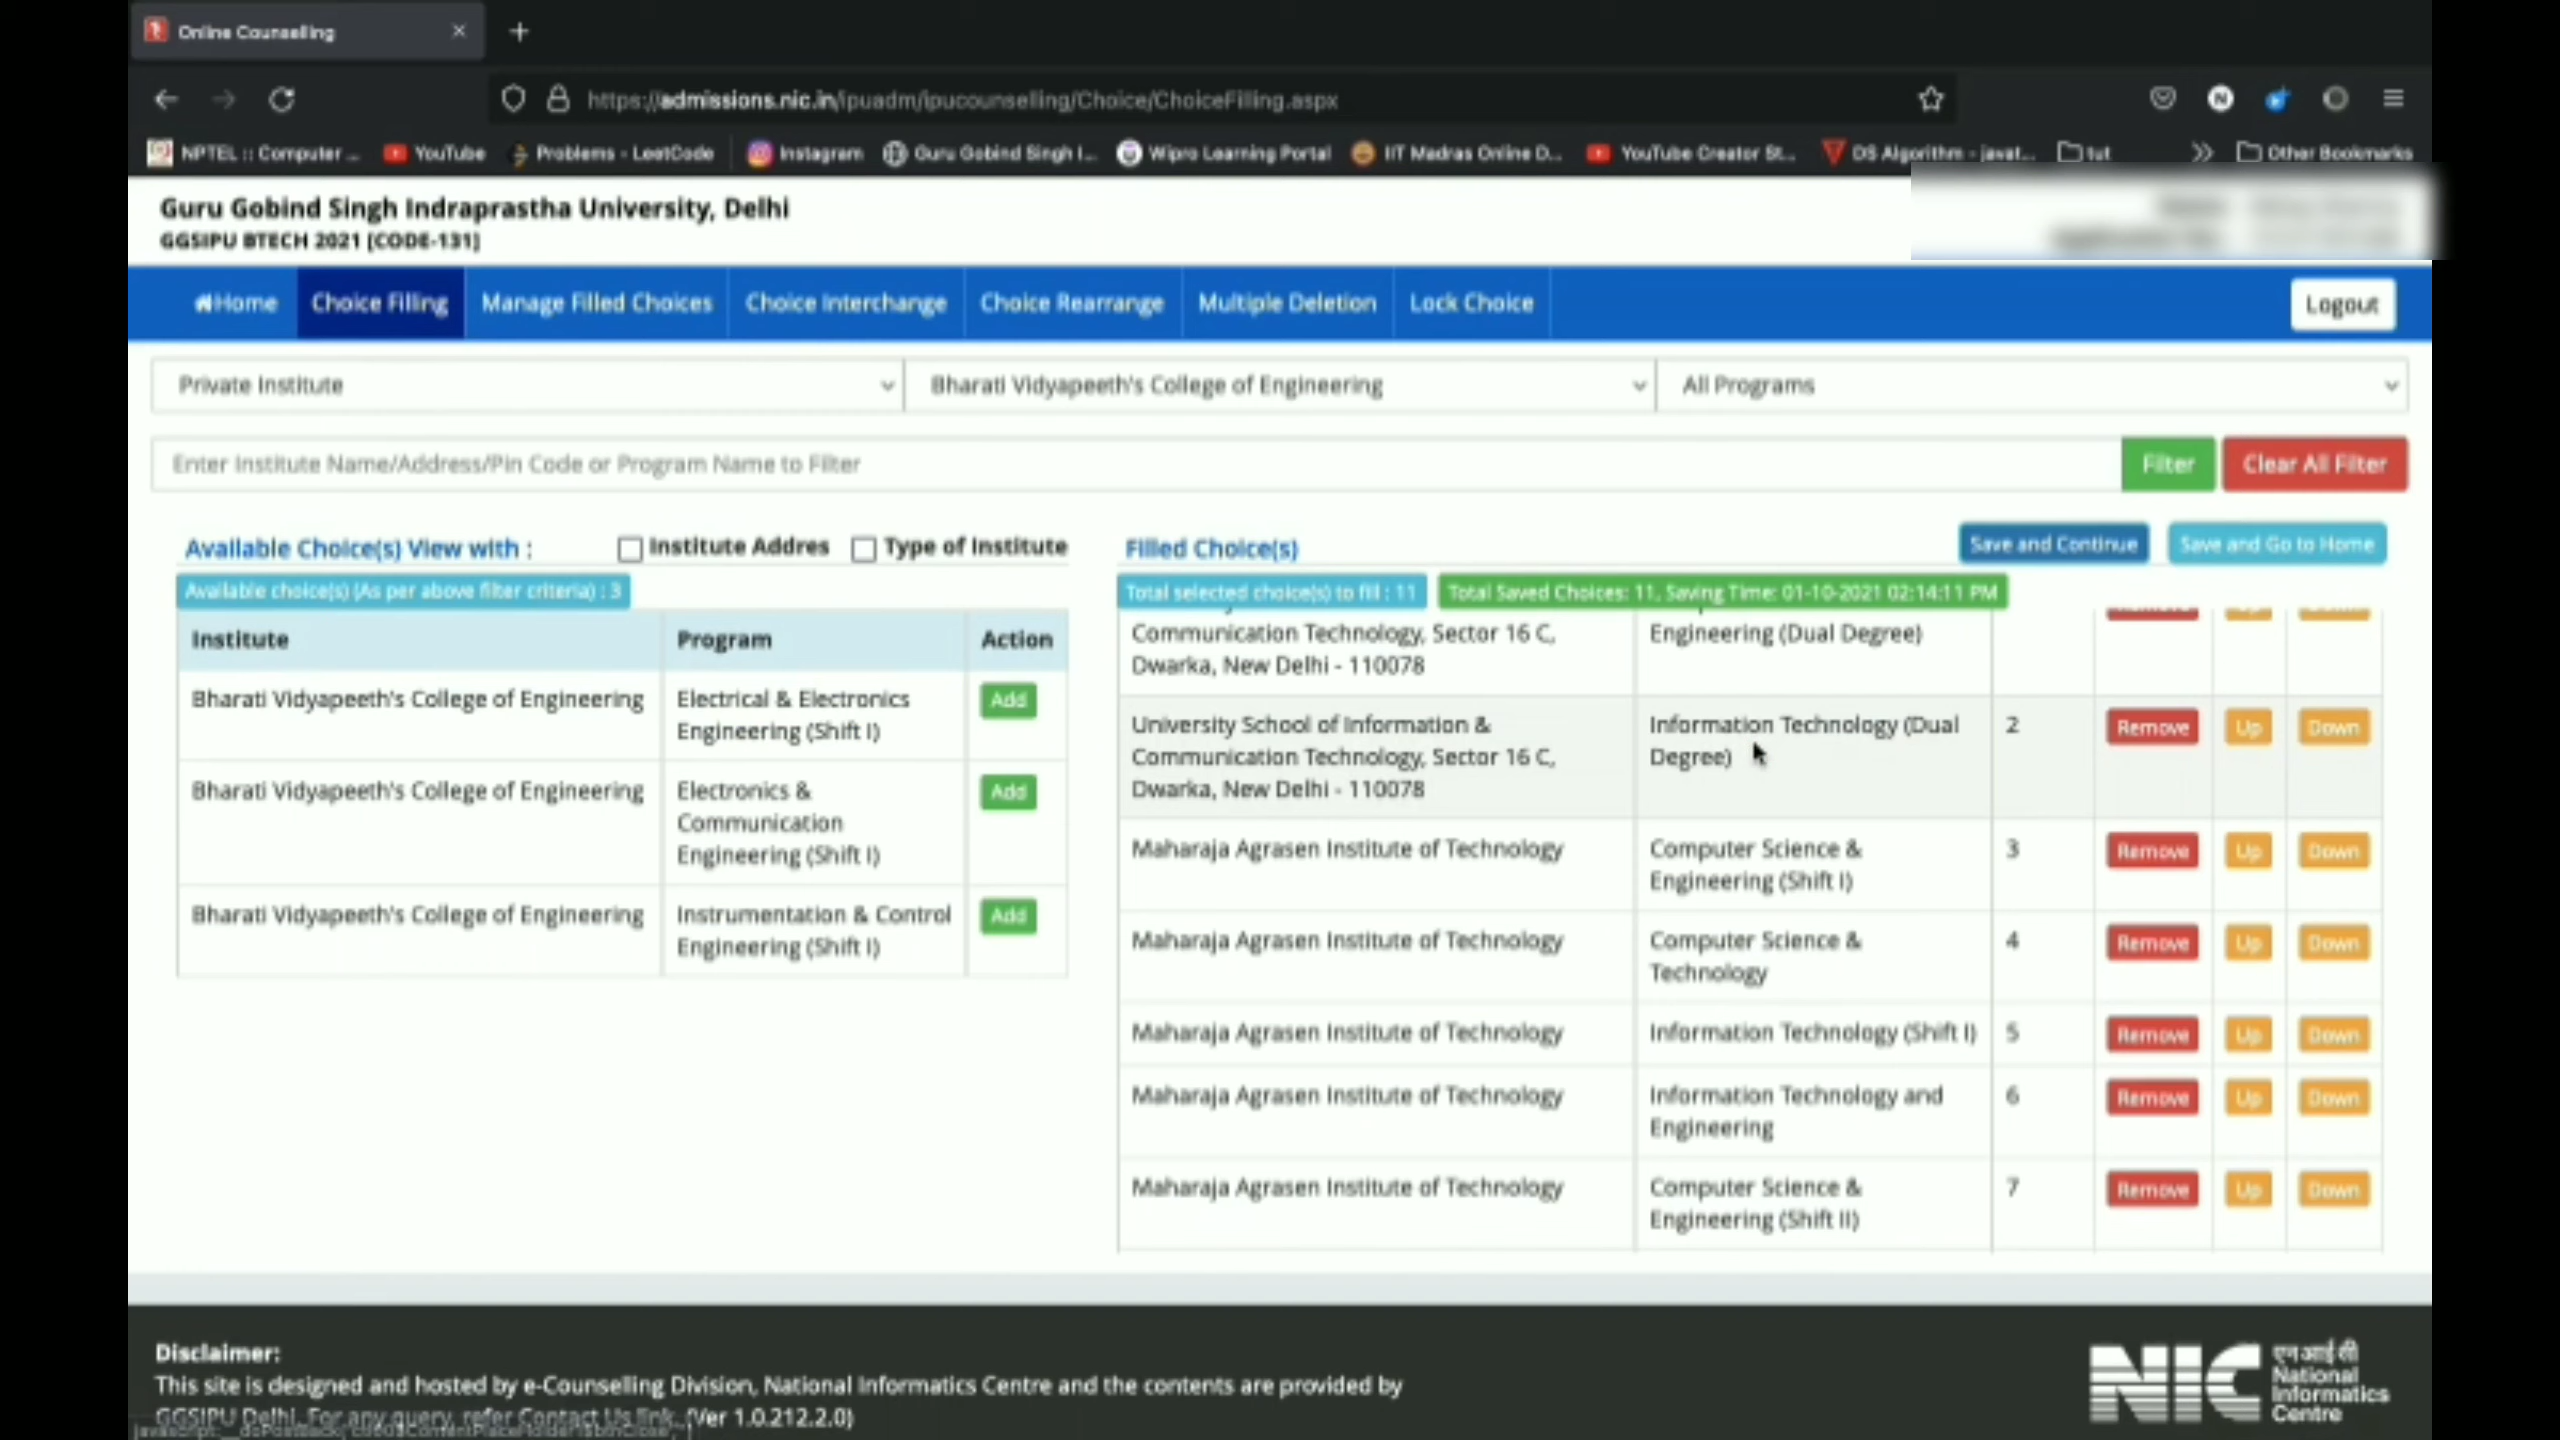 Online Counselling
https://admissions.nic.in/ipuadm/ipucounselling/Choice/ChoiceFilling.aspx
NPTEL :: Computer ... YouTube Problems - LeetCode Instagram Guru Gobind Singh I... Wipro Learning Portal IIT Madras Online D... YouTube Creator St... DS Algorithm - javat... tut Other Bookmarks
Guru Gobind Singh Indraprastha University, Delhi
GGSIPU BTECH 2021 [CODE-131]
Home Choice Filling Manage Filled Choices Choice Interchange Choice Rearrange Multiple Deletion Lock Choice Logout
Private Institute Bharati Vidyapeeth's College of Engineering All Programs
Enter Institute Name/Address/Pin Code or Program Name to Filter Filter Clear All Filter
Available Choice(s) View with : Institute Addres Type of Institute
Available choice(s) (As per above filter criteria) : 3
Institute Program Action
Bharati Vidyapeeth's College of Engineering Electrical & Electronics Add
Engineering (Shift I)
Bharati Vidyapeeth's College of Engineering Electronics & Add
Communication
Engineering (Shift I)
Bharati Vidyapeeth's College of Engineering Instrumentation & Control Add
Engineering (Shift I)
Filled Choice(s) Save and Continue Save and Go to Home
Total selected choice(s) to fill : 11 Total Saved Choices: 11, Saving Time: 01-10-2021 02:14:11 PM
Communication Technology, Sector 16 C, Engineering (Dual Degree)
Dwarka, New Delhi - 110078
University School of Information & Information Technology (Dual 2 Remove Up Down
Communication Technology, Sector 16 C, Degree)
Dwarka, New Delhi - 110078
Maharaja Agrasen Institute of Technology Computer Science & 3 Remove Up Down
Engineering (Shift I)
Maharaja Agrasen Institute of Technology Computer Science & 4 Remove Up Down
Technology
Maharaja Agrasen Institute of Technology Information Technology (Shift I) 5 Remove Up Down
Maharaja Agrasen Institute of Technology Information Technology and 6 Remove Up Down
Engineering
Maharaja Agrasen Institute of Technology Computer Science & 7 Remove Up Down
Engineering (Shift II)
Disclaimer:
This site is designed and hosted by e-Counselling Division, National Informatics Centre and the contents are provided by
GGSIPU Delhi. For any query, refer Contact Us link. (Ver 1.0.212.2.0)
NIC
एन आई सी
National
Informatics
Centre